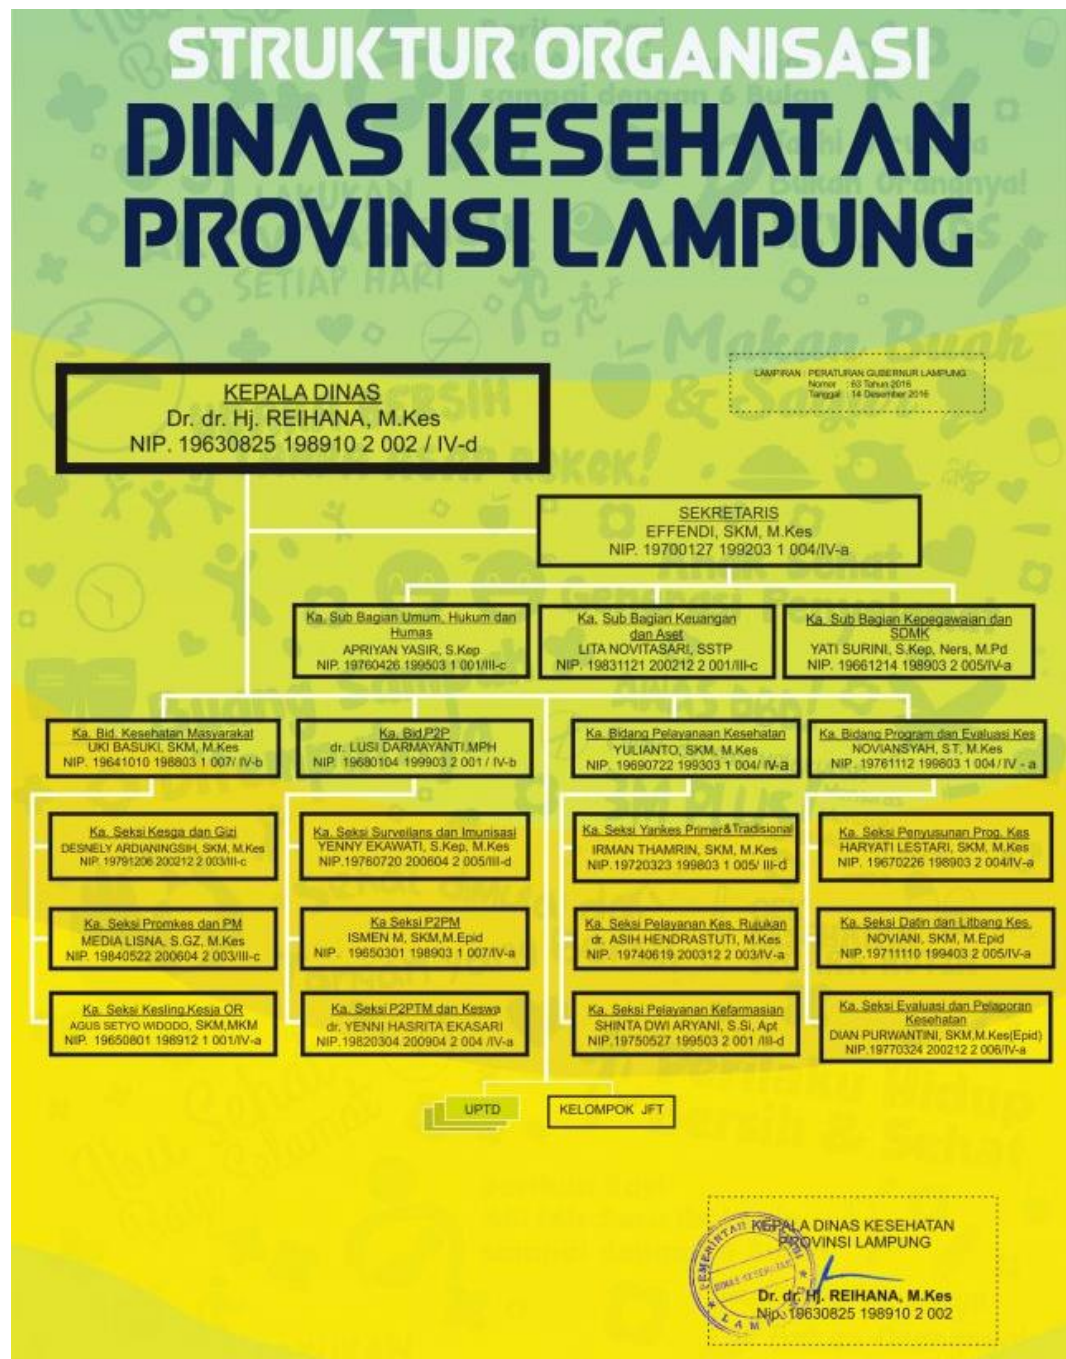 STRUKTUR ORGANISASI
DINAS KESEHATAN
PROVINSI LAMPUNG
LAMPIRAN : PERATURAN GUBERNUR LAMPUNG
Nomor : 63 Tahun 2016
Tanggal : 14 Desember 2016
KEPALA DINAS
Dr. dr. Hj. REIHANA, M.Kes
NIP. 19630825 198910 2 002 / IV-d
SEKRETARIS
EFFENDI, SKM, M.Kes
NIP. 19700127 199203 1 004/IV-a
Ka. Sub Bagian Umum, Hukum dan
Humas
APRIYAN YASIR, S.Kep
NIP. 19760426 199503 1 001/III-c
Ka. Sub Bagian Keuangan
dan Aset
LITA NOVITASARI, SSTP
NIP. 19831121 200212 2 001/III-c
Ka. Sub Bagian Kepegawaian dan
SDMK
YATI SURINI, S.Kep, Ners, M.Pd
NIP. 19661214 198903 2 005/IV-a
Ka. Bid. Kesehatan Masyarakat
UKI BASUKI, SKM, M.Kes
NIP. 19641010 198803 1 007/ IV-b
Ka. Bid.P2P
dr. LUSI DARMAYANTI,MPH
NIP. 19680104 199903 2 001 / IV-b
Ka. Bidang Pelayanaan Kesehatan
YULIANTO, SKM, M.Kes
NIP. 19690722 199303 1 004/ IV-a
Ka. Bidang Program dan Evaluasi Kes
NOVIANSYAH, S.T, M.Kes
NIP. 19761112 199803 1 004/ IV - a
Ka. Seksi Kesga dan Gizi
DESNELY ARDIANINGSIH, SKM, M.Kes
NIP. 19791206 200212 2 003/III-c
Ka. Seksi Surveilans dan Imunisasi
YENNY EKAWATI, S.Kep, M.Kes
NIP.19760720 200604 2 005/III-d
Ka. Seksi Yankes Primer&Tradisional
IRMAN THAMRIN, SKM, M.Kes
NIP.19720323 199803 1 005/ III-d
Ka. Seksi Penyusunan Prog. Kes
HARYATI LESTARI, SKM, M.Kes
NIP. 19670226 198903 2 004/IV-a
Ka. Seksi Promkes dan PM
MEDIA LISNA, S.GZ, M.Kes
NIP. 19840522 200604 2 003/III-c
Ka Seksi P2PM
ISMEN M, SKM,M.Epid
NIP. 19650301 198903 1 007/IV-a
Ka. Seksi Pelayanan Kes. Rujukan
dr. ASIH HENDRASTUTI, M.Kes
NIP. 19740619 200312 2 003/IV-a
Ka. Seksi Datin dan Litbang Kes.
NOVIANI, SKM, M.Epid
NIP.19711110 199403 2 005/IV-a
Ka. Seksi Kesling,Kesja OR
AGUS SETYO WIDODO, SKM,MKM
NIP. 19650801 198912 1 001/IV-a
Ka. Seksi P2PTM dan Keswa
dr. YENNI HASRITA EKASARI
NIP.19820304 200904 2 004 /IV-a
Ka. Seksi Pelayanan Kefarmasian
SHINTA DWI ARYANI, S.Si, Apt
NIP.19750527 199503 2 001 /III-d
Ka. Seksi Evaluasi dan Pelaporan
Kesehatan
DIAN PURWANTINI, SKM,M.Kes(Epid)
NIP.19770324 200212 2 006/IV-a
UPTD
KELOMPOK JFT
KEPALA DINAS KESEHATAN
PROVINSI LAMPUNG
Dr. dr. Hj. REIHANA, M.Kes
Nip. 19630825 198910 2 002
PEMERINTAH PROVINSI
DINAS KESEHATAN
LAMPUNG